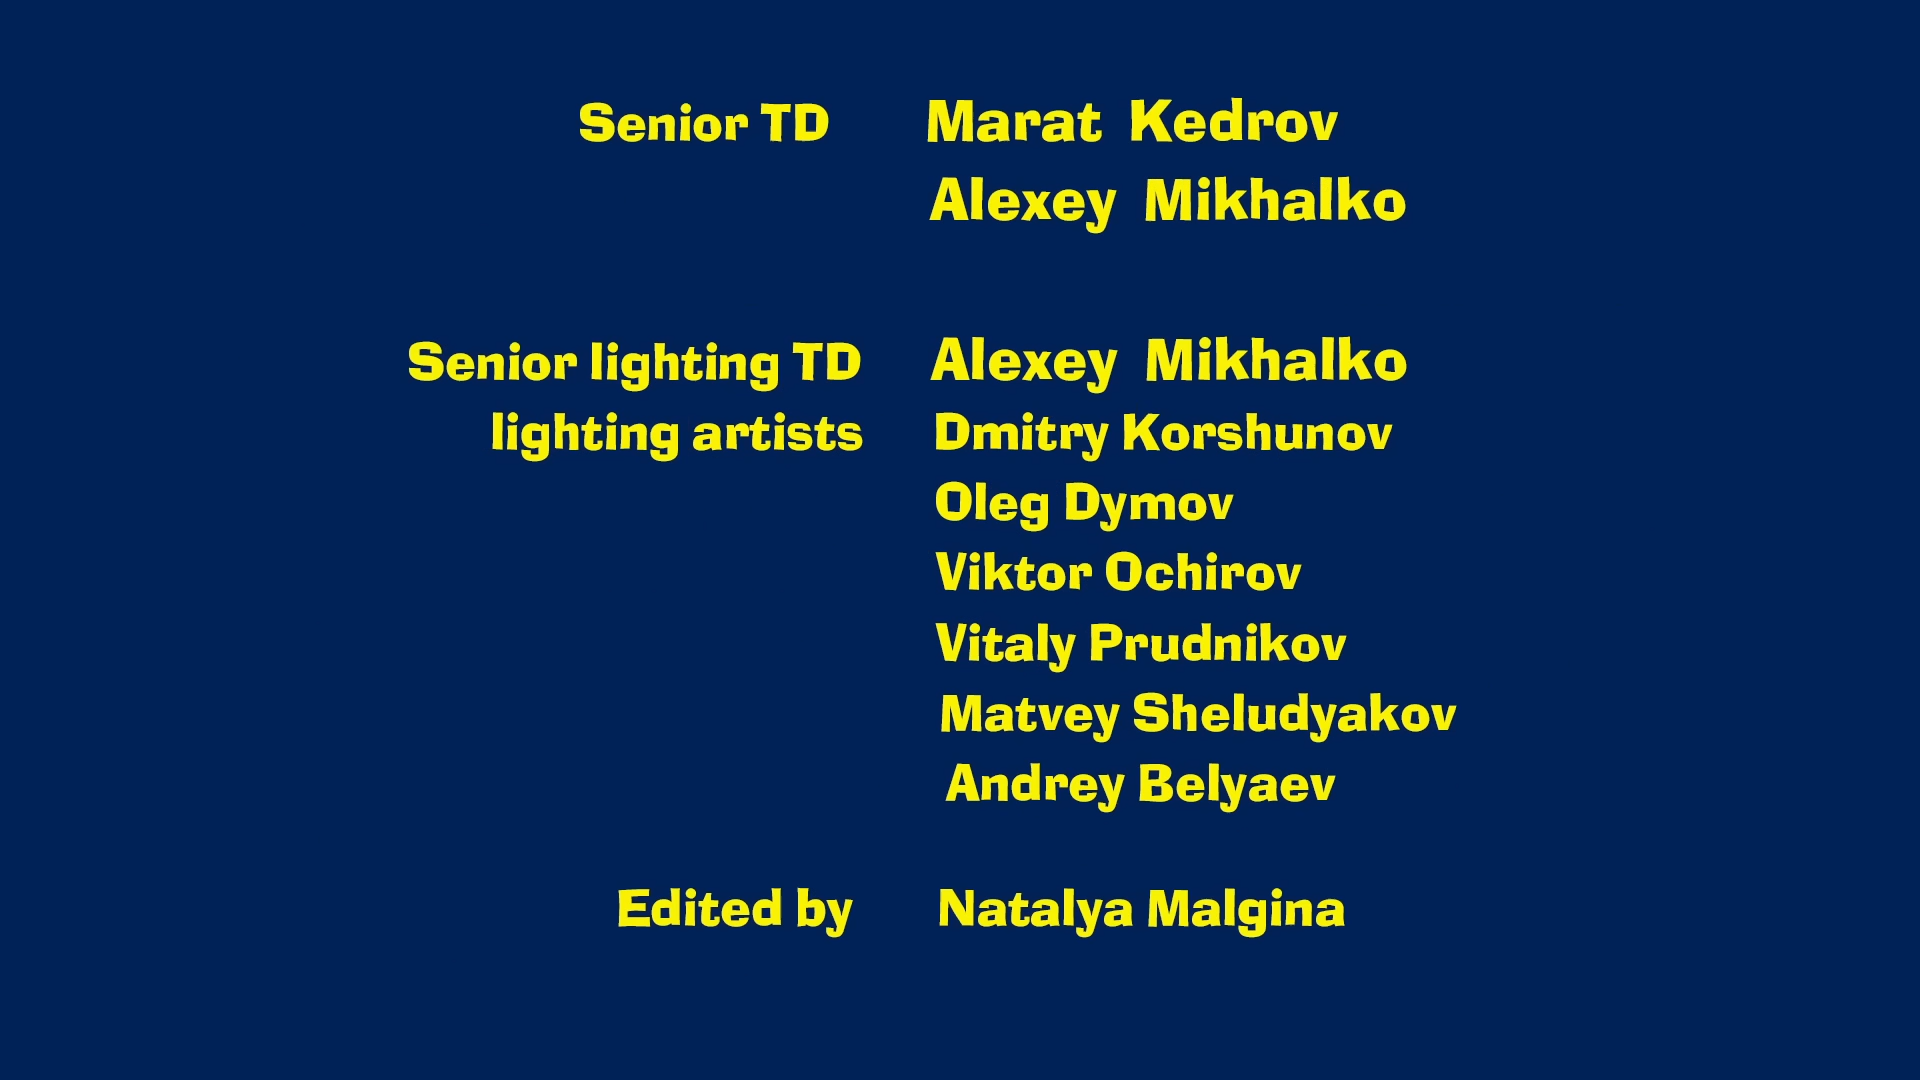 Senior TD Marat Kedrov
Alexey Mikhalko
Senior lighting TD Alexey Mikhalko
lighting artists Dmitry Korshunov
Oleg Dymov
Viktor Ochirov
Vitaly Prudnikov
Matvey Sheludyakov
Andrey Belyaev
Edited by Natalya Malgina